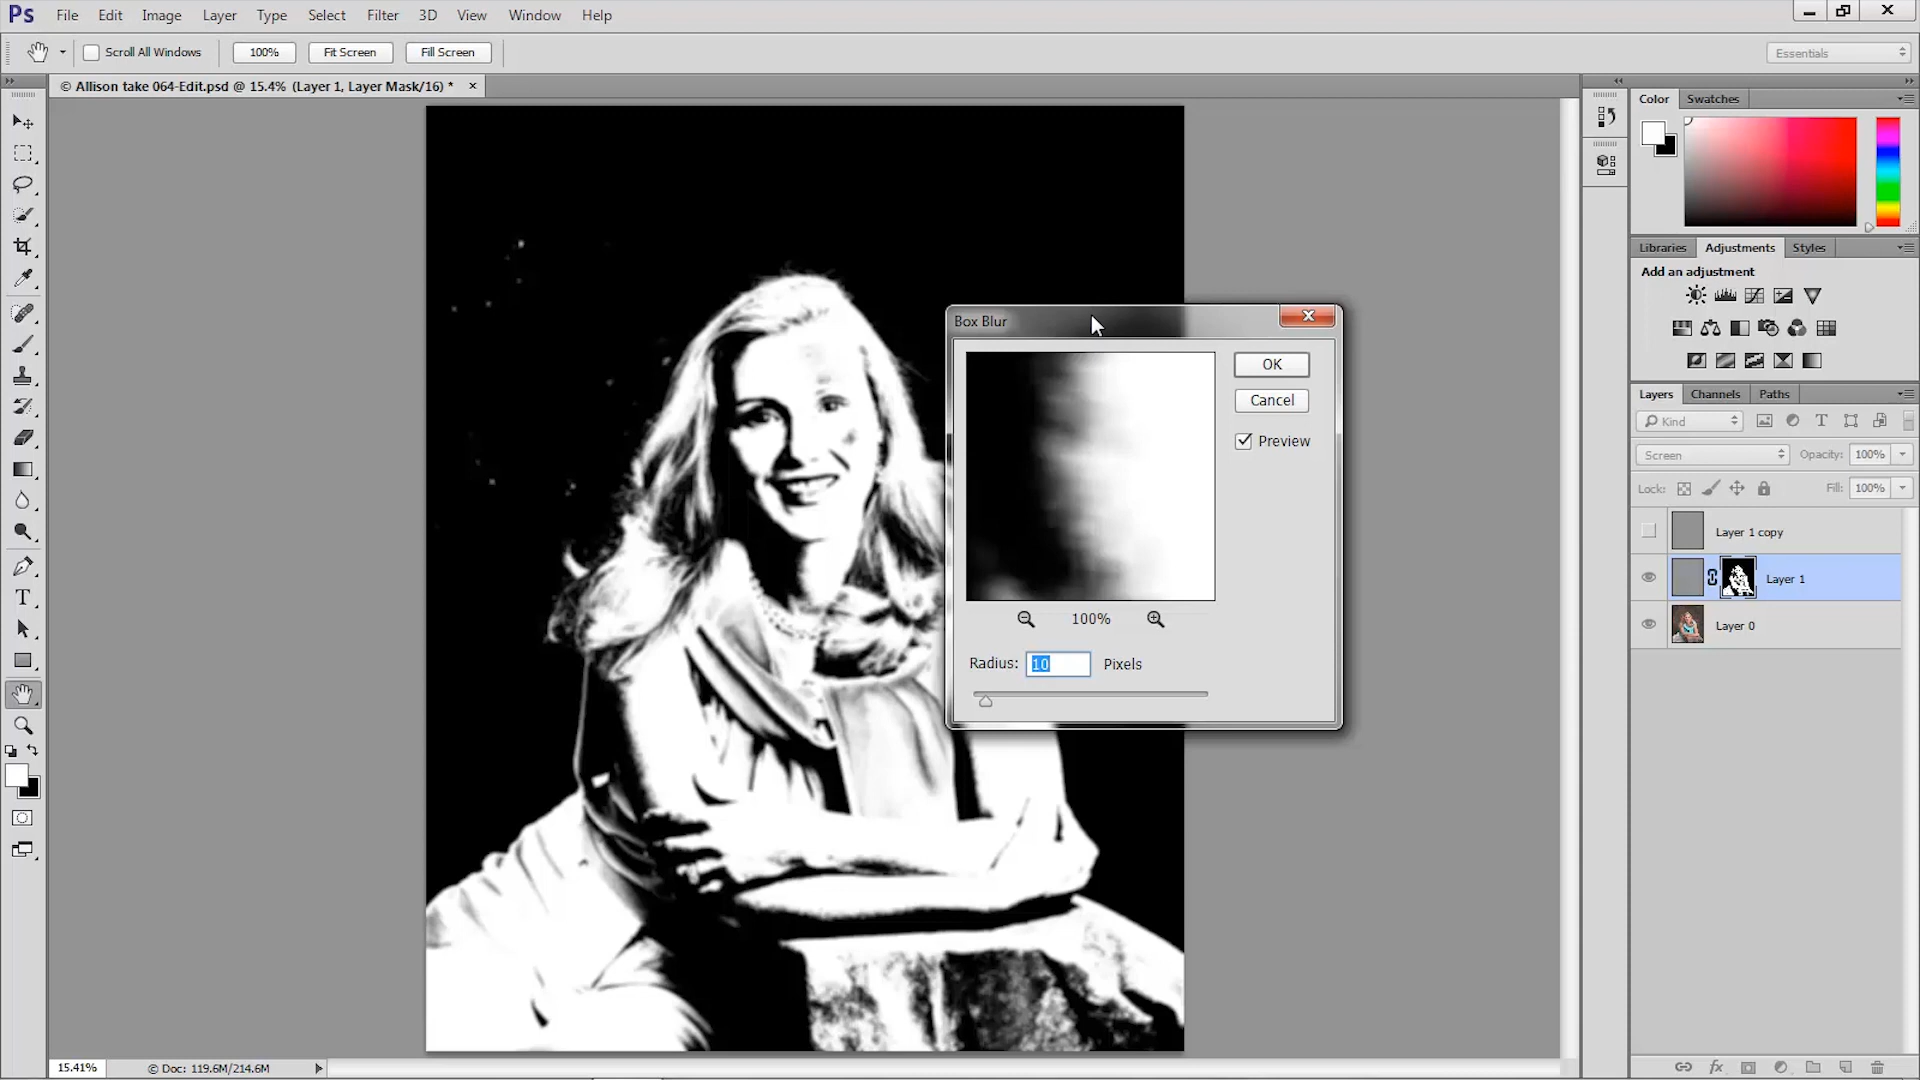 Ps File Edit Image Layer Type Select Filter 3D View Window Help
Scroll All Windows 100% Fit Screen Fill Screen Essentials
© Allison take 064-Edit.psd @ 15.4% (Layer 1, Layer Mask/16) * ×
Color Swatches
Libraries Adjustments Styles
Add an adjustment
Box Blur
OK
Cancel
Preview
100%
Radius: 10 Pixels
Layers Channels Paths
Kind
Screen Opacity: 100%
Lock: Fill: 100%
Layer 1 copy
Layer 1
Layer 0
T
fx
15.41% © Doc: 119.6M/214.6M